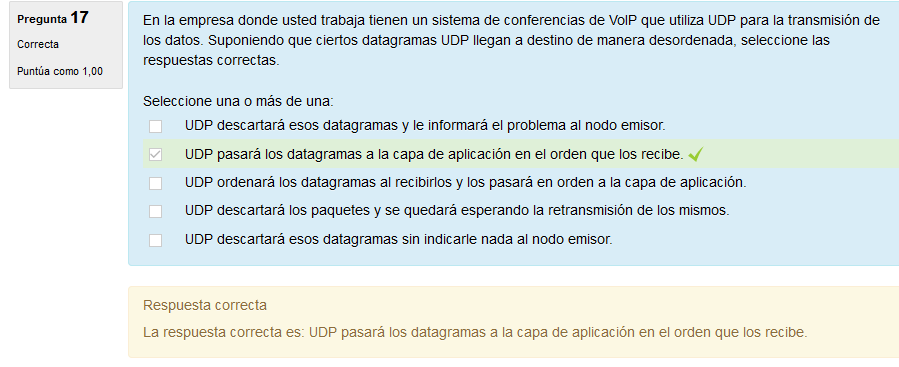 Pregunta 17
Correcta
Puntúa como 1,00
En la empresa donde usted trabaja tienen un sistema de conferencias de VoIP que utiliza UDP para la transmisión de
los datos. Suponiendo que ciertos datagramas UDP llegan a destino de manera desordenada, seleccione las
respuestas correctas.
Seleccione una o más de una:
UDP descartará esos datagramas y le informará el problema al nodo emisor.
UDP pasará los datagramas a la capa de aplicación en el orden que los recibe.
UDP ordenará los datagramas al recibirlos y los pasará en orden a la capa de aplicación.
UDP descartará los paquetes y se quedará esperando la retransmisión de los mismos.
UDP descartará esos datagramas sin indicarle nada al nodo emisor.
Respuesta correcta
La respuesta correcta es: UDP pasará los datagramas a la capa de aplicación en el orden que los recibe.